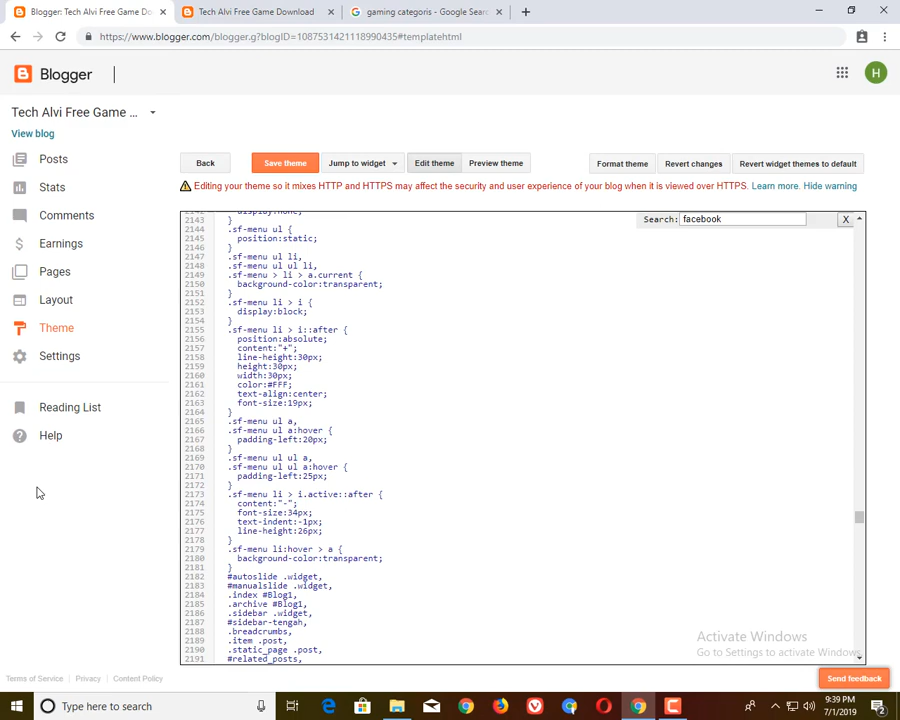 Blogger: Tech Alvi Free Game Do
Tech Alvi Free Game Download
gaming categoris - Google Sear
https://www.blogger.com/blogger.g?blogID=1087531421118990435#templatehtml
Blogger
H
Tech Alvi Free Game ...
View blog
Posts
Stats
Comments
Earnings
Pages
Layout
Theme
Settings
Reading List
Help
Back
Save theme
Jump to widget
Edit theme
Preview theme
Format theme
Revert changes
Revert widget themes to default
Editing your theme so it mixes HTTP and HTTPS may affect the security and user experience of your blog when it is viewed over HTTPS. Learn more. Hide warning
Search: facebook X
2142 display:none;
2143 }
2144 .sf-menu ul {
2145 position:static;
2146 }
2147 .sf-menu ul li,
2148 .sf-menu ul ul li,
2149 .sf-menu > li > a.current {
2150 background-color:transparent;
2151 }
2152 .sf-menu li > i {
2153 display:block;
2154 }
2155 .sf-menu li > i::after {
2156 position:absolute;
2157 content:"+";
2158 line-height:30px;
2159 height:30px;
2160 width:30px;
2161 color:#FFF;
2162 text-align:center;
2163 font-size:19px;
2164 }
2165 .sf-menu ul a,
2166 .sf-menu ul a:hover {
2167 padding-left:20px;
2168 }
2169 .sf-menu ul ul a,
2170 .sf-menu ul ul a:hover {
2171 padding-left:25px;
2172 }
2173 .sf-menu li > i.active::after {
2174 content:"-";
2175 font-size:34px;
2176 text-indent:-1px;
2177 line-height:26px;
2178 }
2179 .sf-menu li:hover > a {
2180 background-color:transparent;
2181 }
2182 #autoslide .widget,
2183 #manualslide .widget,
2184 .index #Blog1,
2185 .archive #Blog1,
2186 .sidebar .widget,
2187 #sidebar-tengah,
2188 .breadcrumbs,
2189 .item .post,
2190 .static_page .post,
2191 #related_posts,
Activate Windows
Go to Settings to activate Windows.
Terms of Service | Privacy | Content Policy
Send feedback
Type here to search
9:39 PM
7/1/2019
2